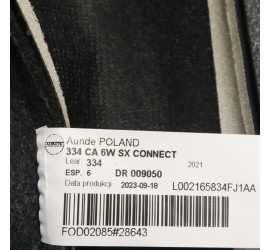 Aunde POLAND
334 CA 6W SX CONNECT
Lear 334 2021
ESP. 6 DR 009050
Data produkcji 2023-09-18 L002165834FJ1AA
FOD02085#28643